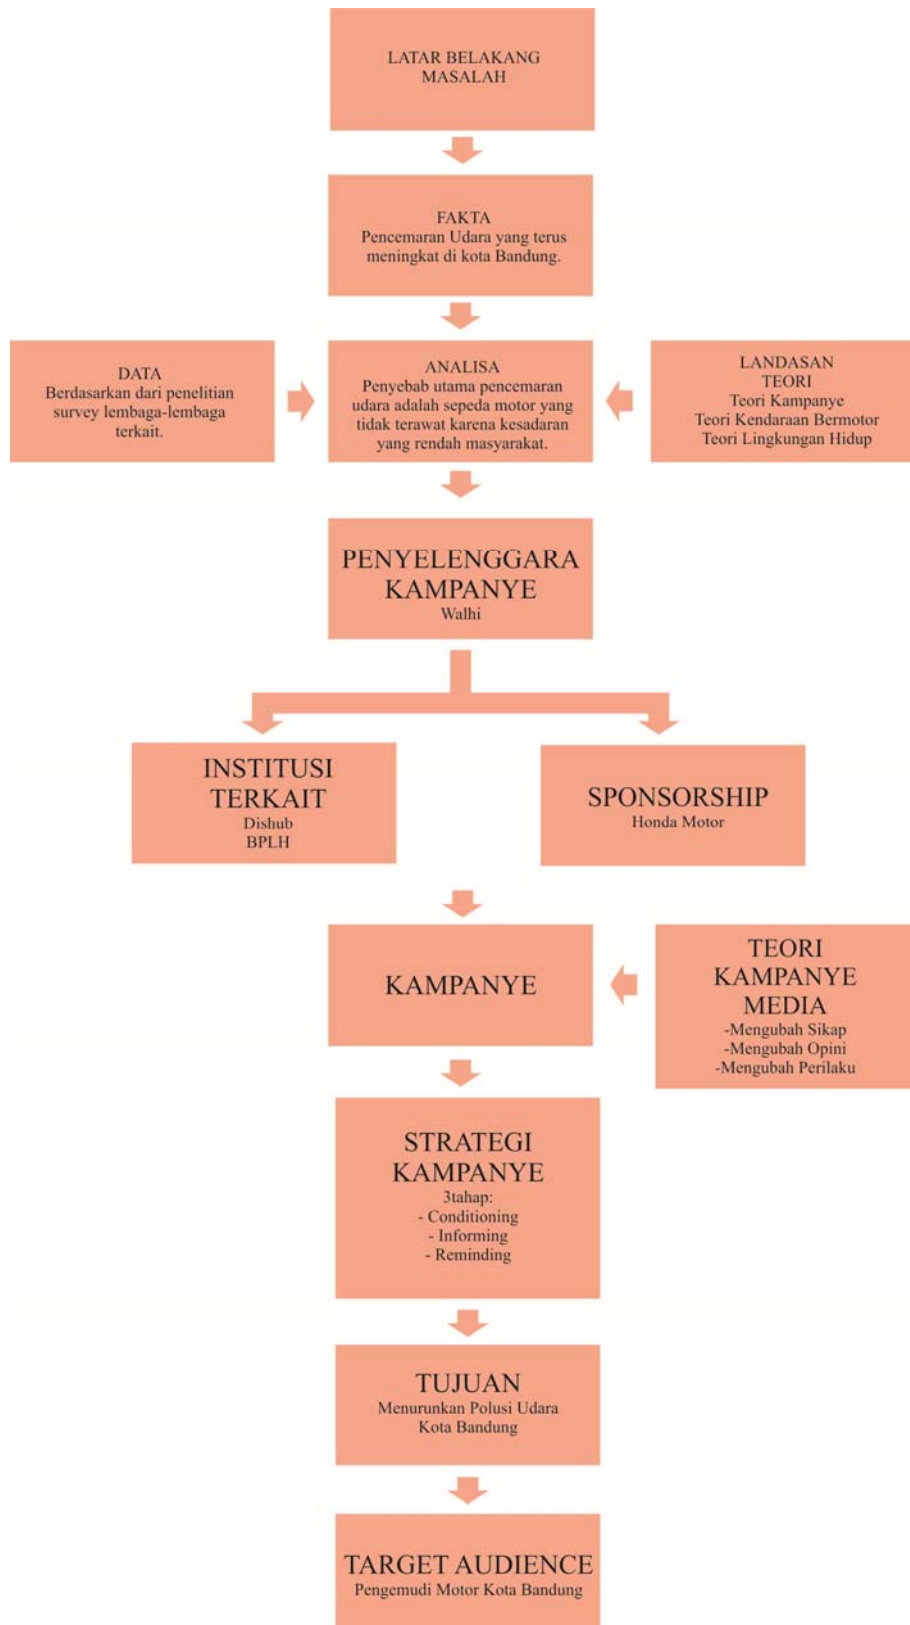 LATAR BELAKANG
MASALAH
FAKTA
Pencemaran Udara yang terus
meningkat di kota Bandung.
DATA
Berdasarkan dari penelitian
survey lembaga-lembaga
terkait.
ANALISA
Penyebab utama pencemaran
udara adalah sepeda motor yang
tidak terawat karena kesadaran
yang rendah masyarakat.
LANDASAN
TEORI
Teori Kampanye
Teori Kendaraan Bermotor
Teori Lingkungan Hidup
PENYELENGGARA
KAMPANYE
Walhi
INSTITUSI
TERKAIT
Dishub
BPLH
SPONSORSHIP
Honda Motor
KAMPANYE
TEORI
KAMPANYE
MEDIA
-Mengubah Sikap
-Mengubah Opini
-Mengubah Perilaku
STRATEGI
KAMPANYE
3tahap:
- Conditioning
- Informing
- Reminding
TUJUAN
Menurunkan Polusi Udara
Kota Bandung
TARGET AUDIENCE
Pengemudi Motor Kota Bandung